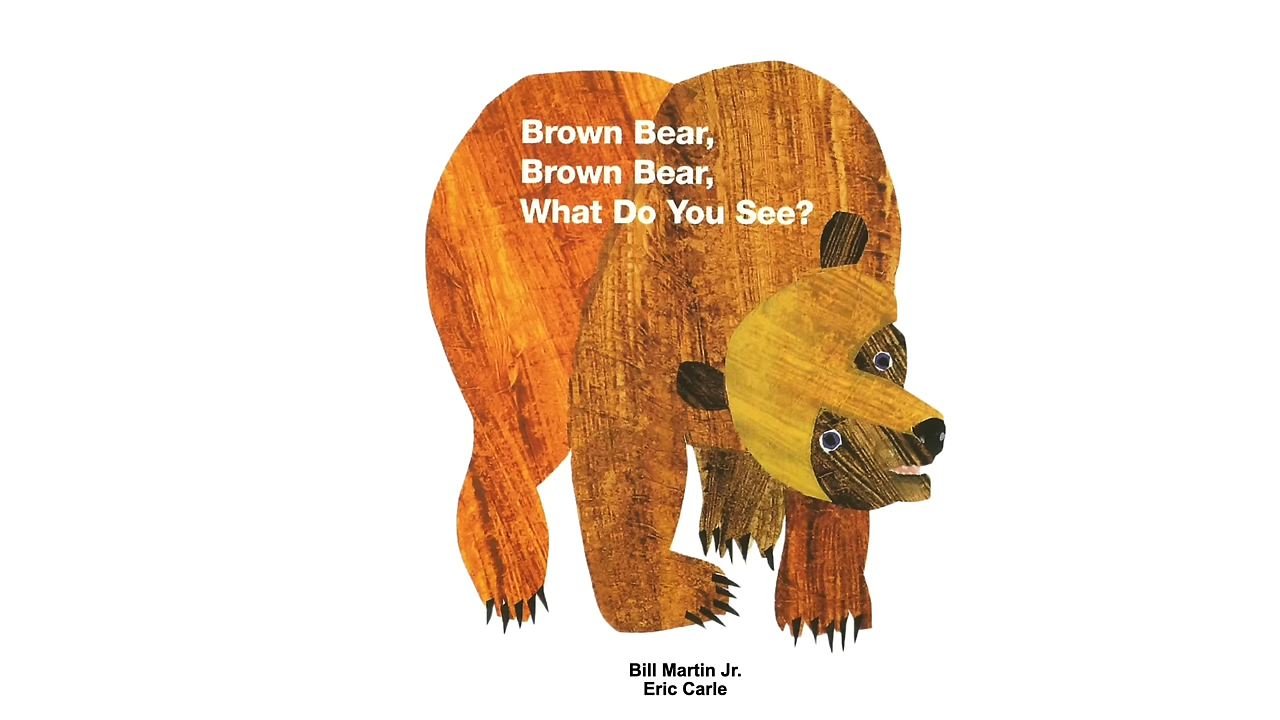 Brown Bear,
Brown Bear,
What Do You See?
Bill Martin Jr.
Eric Carle